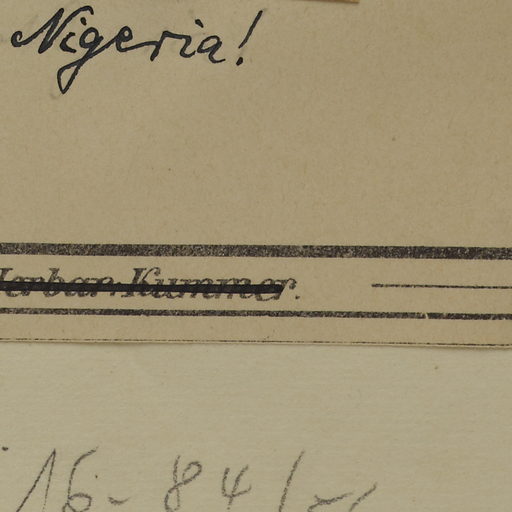 Nigeria!
Herbar. Kummer.
16- 84/